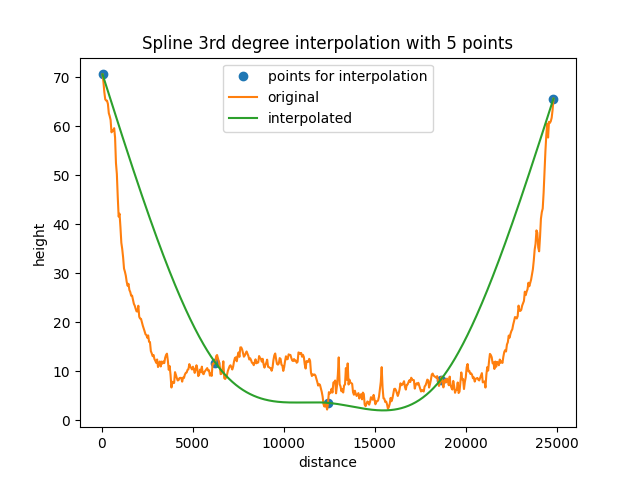 Spline 3rd degree interpolation with 5 points
points for interpolation
original
interpolated
height
70
60
50
40
30
20
10
0
0 5000 10000 15000 20000 25000
distance